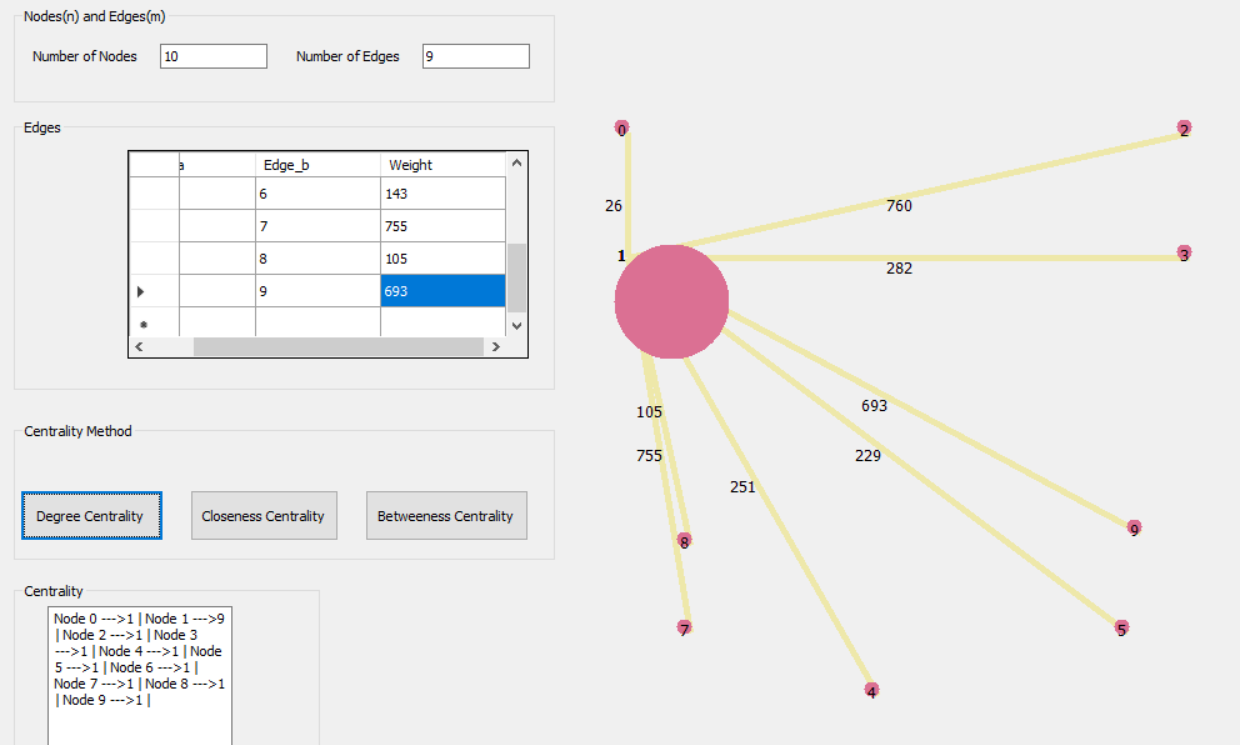 Nodes(n) and Edges(m)
Number of Nodes 10 Number of Edges 9
Edges
a Edge_b Weight
6 143
7 755
8 105
9 693
Centrality Method
Degree Centrality Closeness Centrality Betweeness Centrality
Centrality
Node 0 --->1 | Node 1 --->9
| Node 2 --->1 | Node 3
--->1 | Node 4 --->1 | Node
5 --->1 | Node 6 --->1 |
Node 7 --->1 | Node 8 --->1
| Node 9 --->1 |
0 2
26 760
1 3
282
105 693
755 229
251
9
8
7 5
4